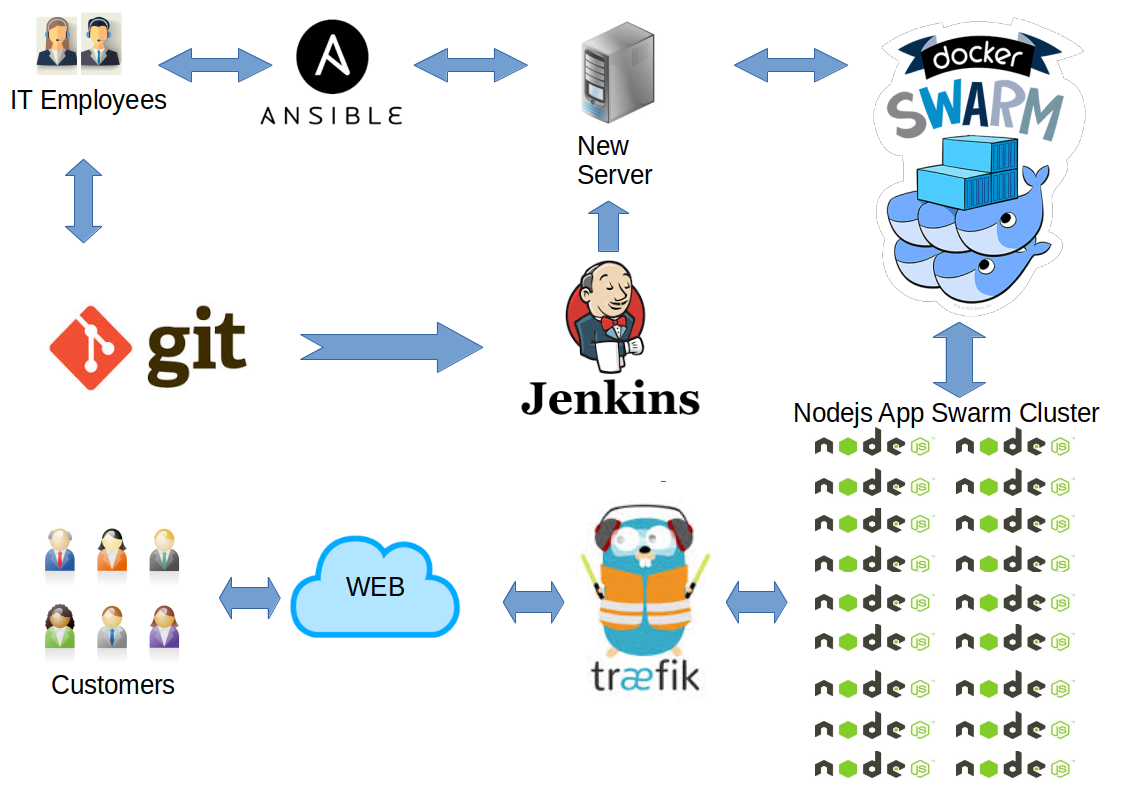 IT Employees
ANSIBLE
New
Server
docker
SWARM
git
Jenkins
Nodejs App Swarm Cluster
node JS node JS
node JS node JS
node JS node JS
node JS node JS
node JS node JS
node JS node JS
node JS node JS
node JS node JS
node JS node JS
Customers
WEB
træfik